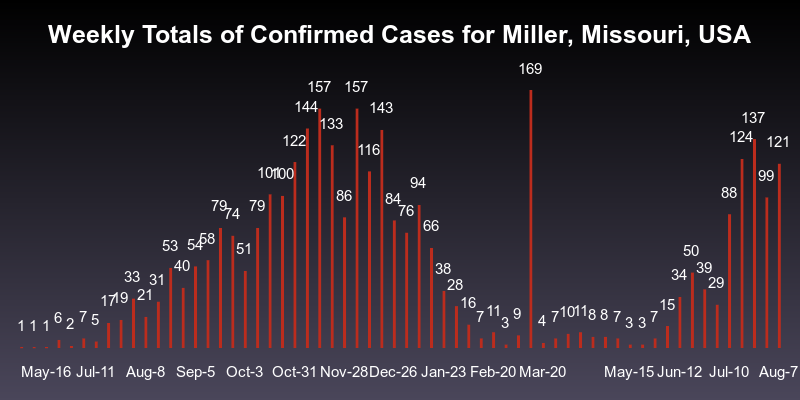 Weekly Totals of Confirmed Cases for Miller, Missouri, USA
1 1 1 6 2 7 5 17 19 33 21 31 53 40 54 58 79 74 51 79 101 100 122 144 157 133 86 157 116 143 84 76 94 66 38 28 16 7 11 3 9 169 4 7 10 11 8 8 7 3 3 7 15 34 50 39 29 88 124 137 99 121
May-16 Jul-11 Aug-8 Sep-5 Oct-3 Oct-31 Nov-28 Dec-26 Jan-23 Feb-20 Mar-20 May-15 Jun-12 Jul-10 Aug-7